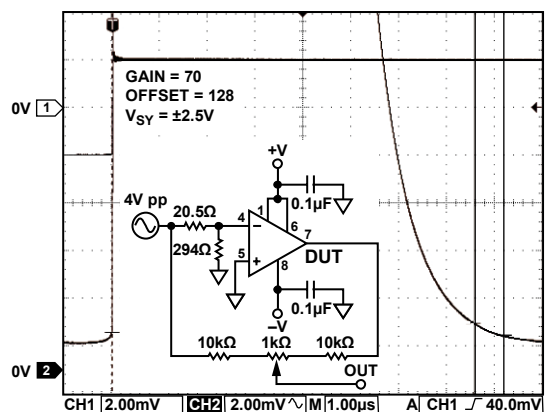 GAIN = 70
OFFSET = 128
VSY = ±2.5V
0V 1
+V
0.1µF
4V pp
20.5Ω
294Ω
4
1
6
7
5
8
−
+
DUT
0.1µF
−V
10kΩ
1kΩ
10kΩ
OUT
0V 2
CH1 2.00mV CH2 2.00mV M 1.00µs A CH1 40.0mV